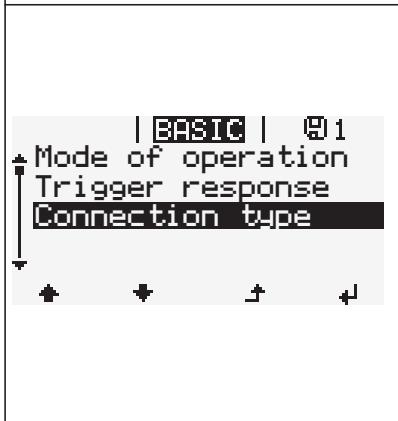 | BASIC | 1
Mode of operation
Trigger response
Connection type